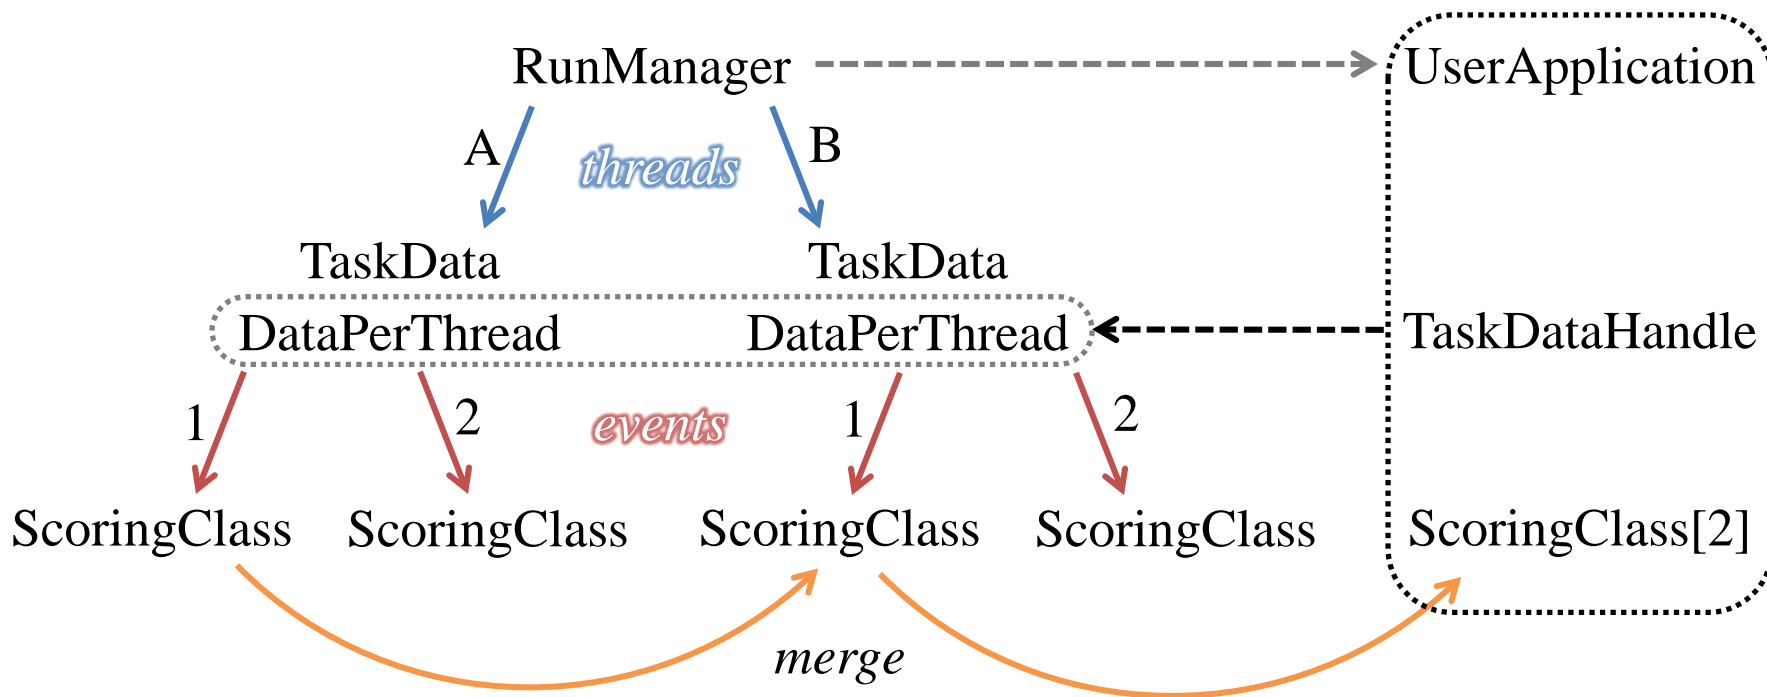 RunManager UserApplication
A threads B
TaskData TaskData
DataPerThread DataPerThread TaskDataHandle
1 2 events 1 2
ScoringClass ScoringClass ScoringClass ScoringClass ScoringClass[2]
merge